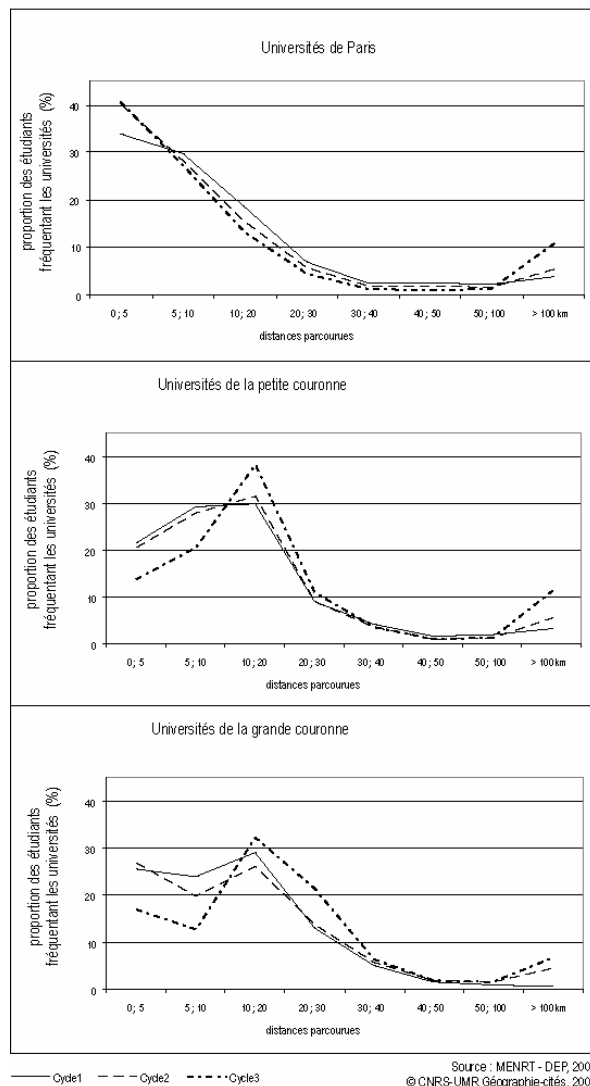 Universités de Paris
proportion des étudiants
fréquentant les universités (%)
40
30
20
10
0
0 ; 5
5 ; 10
10 ; 20
20 ; 30
30 ; 40
40 ; 50
50 ; 100
> 100 km
distances parcourues
Universités de la petite couronne
proportion des étudiants
fréquentant les universités (%)
40
30
20
10
0
0 ; 5
5 ; 10
10 ; 20
20 ; 30
30 ; 40
40 ; 50
50 ; 100
> 100 km
distances parcourues
Universités de la grande couronne
proportion des étudiants
fréquentant les universités (%)
40
30
20
10
0
0 ; 5
5 ; 10
10 ; 20
20 ; 30
30 ; 40
40 ; 50
50 ; 100
> 100 km
distances parcourues
Cycle1
Cycle2
Cycle3
Source : MENRT - DEP, 200
© CNRS-UMR Géographie-cités, 200